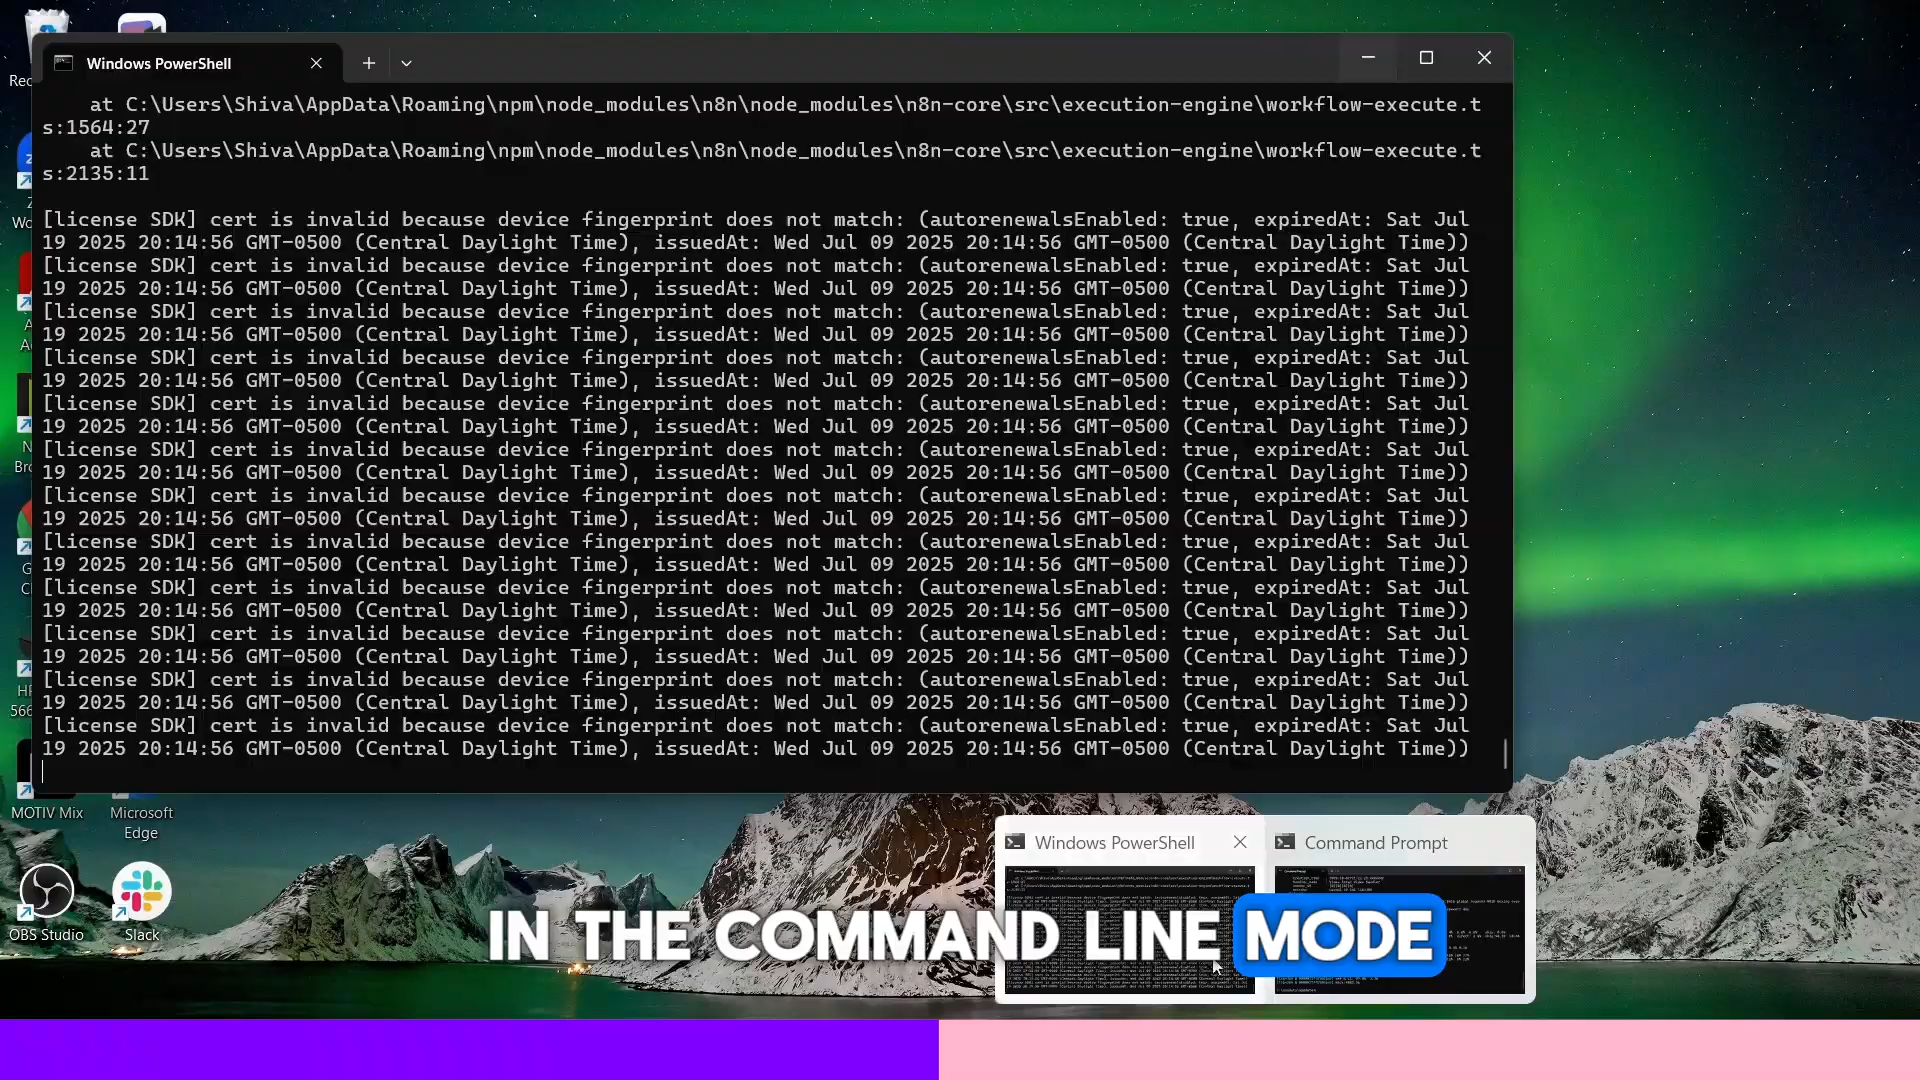 Windows PowerShell
at C:\Users\Shiva\AppData\Roaming\npm\node_modules\n8n\node_modules\n8n-core\src\execution-engine\workflow-execute.t
s:1564:27
at C:\Users\Shiva\AppData\Roaming\npm\node_modules\n8n\node_modules\n8n-core\src\execution-engine\workflow-execute.t
s:2135:11
[license SDK] cert is invalid because device fingerprint does not match: (autorenewalsEnabled: true, expiredAt: Sat Jul
19 2025 20:14:56 GMT-0500 (Central Daylight Time), issuedAt: Wed Jul 09 2025 20:14:56 GMT-0500 (Central Daylight Time))
[license SDK] cert is invalid because device fingerprint does not match: (autorenewalsEnabled: true, expiredAt: Sat Jul
19 2025 20:14:56 GMT-0500 (Central Daylight Time), issuedAt: Wed Jul 09 2025 20:14:56 GMT-0500 (Central Daylight Time))
[license SDK] cert is invalid because device fingerprint does not match: (autorenewalsEnabled: true, expiredAt: Sat Jul
19 2025 20:14:56 GMT-0500 (Central Daylight Time), issuedAt: Wed Jul 09 2025 20:14:56 GMT-0500 (Central Daylight Time))
[license SDK] cert is invalid because device fingerprint does not match: (autorenewalsEnabled: true, expiredAt: Sat Jul
19 2025 20:14:56 GMT-0500 (Central Daylight Time), issuedAt: Wed Jul 09 2025 20:14:56 GMT-0500 (Central Daylight Time))
[license SDK] cert is invalid because device fingerprint does not match: (autorenewalsEnabled: true, expiredAt: Sat Jul
19 2025 20:14:56 GMT-0500 (Central Daylight Time), issuedAt: Wed Jul 09 2025 20:14:56 GMT-0500 (Central Daylight Time))
[license SDK] cert is invalid because device fingerprint does not match: (autorenewalsEnabled: true, expiredAt: Sat Jul
19 2025 20:14:56 GMT-0500 (Central Daylight Time), issuedAt: Wed Jul 09 2025 20:14:56 GMT-0500 (Central Daylight Time))
[license SDK] cert is invalid because device fingerprint does not match: (autorenewalsEnabled: true, expiredAt: Sat Jul
19 2025 20:14:56 GMT-0500 (Central Daylight Time), issuedAt: Wed Jul 09 2025 20:14:56 GMT-0500 (Central Daylight Time))
[license SDK] cert is invalid because device fingerprint does not match: (autorenewalsEnabled: true, expiredAt: Sat Jul
19 2025 20:14:56 GMT-0500 (Central Daylight Time), issuedAt: Wed Jul 09 2025 20:14:56 GMT-0500 (Central Daylight Time))
[license SDK] cert is invalid because device fingerprint does not match: (autorenewalsEnabled: true, expiredAt: Sat Jul
19 2025 20:14:56 GMT-0500 (Central Daylight Time), issuedAt: Wed Jul 09 2025 20:14:56 GMT-0500 (Central Daylight Time))
[license SDK] cert is invalid because device fingerprint does not match: (autorenewalsEnabled: true, expiredAt: Sat Jul
19 2025 20:14:56 GMT-0500 (Central Daylight Time), issuedAt: Wed Jul 09 2025 20:14:56 GMT-0500 (Central Daylight Time))
[license SDK] cert is invalid because device fingerprint does not match: (autorenewalsEnabled: true, expiredAt: Sat Jul
19 2025 20:14:56 GMT-0500 (Central Daylight Time), issuedAt: Wed Jul 09 2025 20:14:56 GMT-0500 (Central Daylight Time))
[license SDK] cert is invalid because device fingerprint does not match: (autorenewalsEnabled: true, expiredAt: Sat Jul
19 2025 20:14:56 GMT-0500 (Central Daylight Time), issuedAt: Wed Jul 09 2025 20:14:56 GMT-0500 (Central Daylight Time))
MOTIV Mix
Microsoft
Edge
Windows PowerShell
Command Prompt
IN THE COMMAND LINE MODE
OBS Studio
Slack